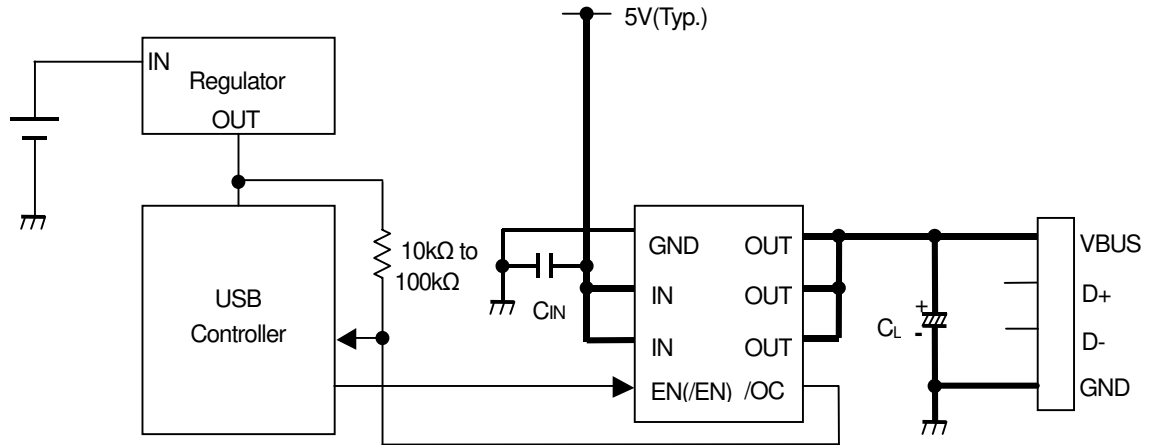 5V(Typ.)
IN
Regulator
OUT
10kΩ to
100kΩ
USB
Controller
CIN
GND OUT
IN OUT
IN OUT
EN(/EN) /OC
+
CL
-
VBUS
D+
D-
GND